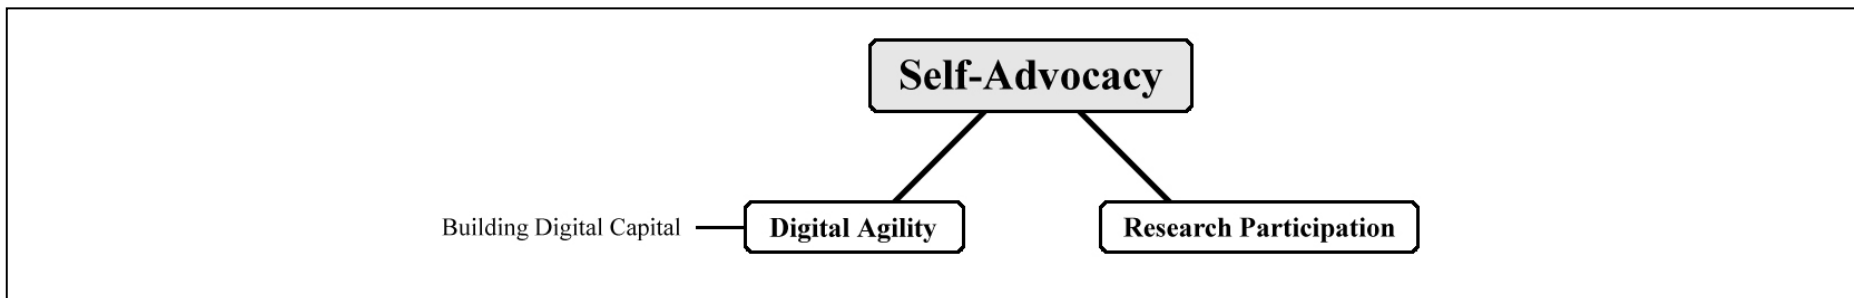 Self-Advocacy
Building Digital Capital
Digital Agility
Research Participation